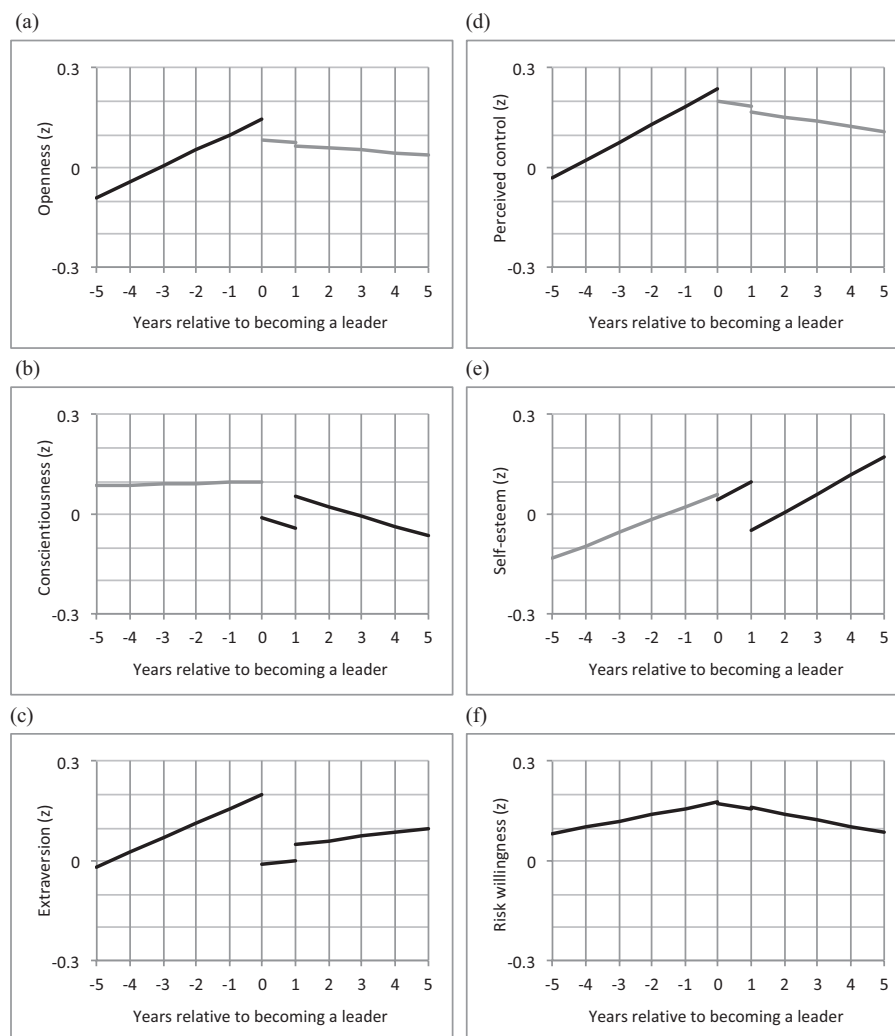 (a)
0.3
0
-0.3
Openness (z)
-5 -4 -3 -2 -1 0 1 2 3 4 5
Years relative to becoming a leader
(b)
0.3
0
-0.3
Conscientiousness (z)
-5 -4 -3 -2 -1 0 1 2 3 4 5
Years relative to becoming a leader
(c)
0.3
0
-0.3
Extraversion (z)
-5 -4 -3 -2 -1 0 1 2 3 4 5
Years relative to becoming a leader
(d)
0.3
0
-0.3
Perceived control (z)
-5 -4 -3 -2 -1 0 1 2 3 4 5
Years relative to becoming a leader
(e)
0.3
0
-0.3
Self-esteem (z)
-5 -4 -3 -2 -1 0 1 2 3 4 5
Years relative to becoming a leader
(f)
0.3
0
-0.3
Risk willingness (z)
-5 -4 -3 -2 -1 0 1 2 3 4 5
Years relative to becoming a leader